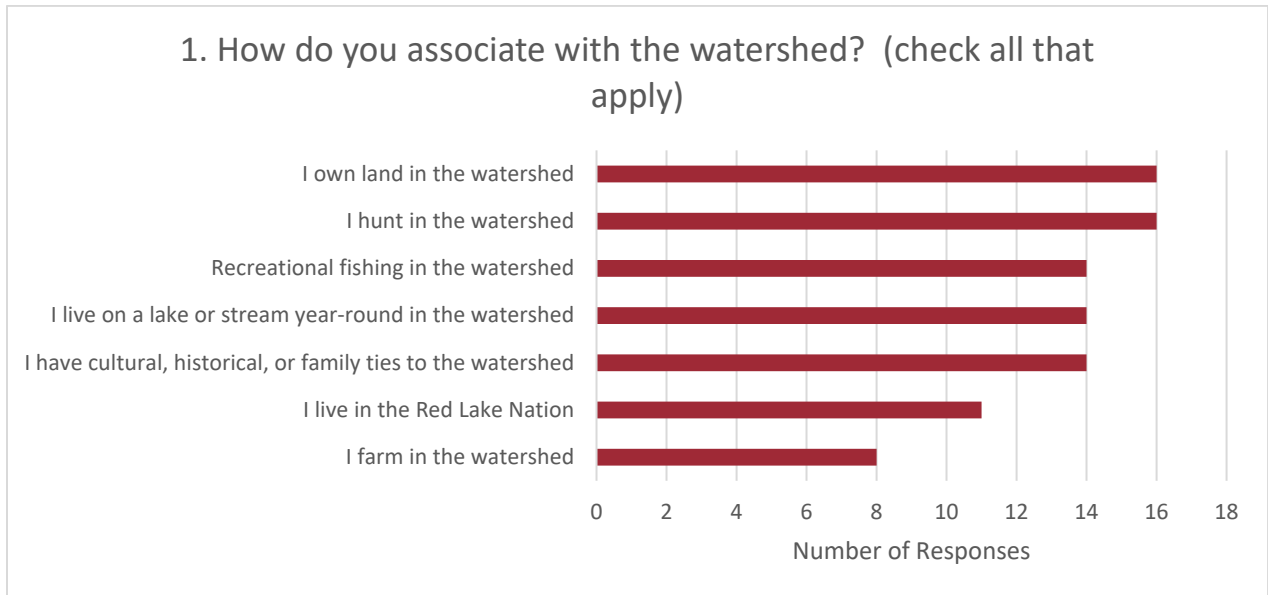 1. How do you associate with the watershed?  (check all that
apply)
I own land in the watershed
I hunt in the watershed
Recreational fishing in the watershed
I live on a lake or stream year-round in the watershed
I have cultural, historical, or family ties to the watershed
I live in the Red Lake Nation
I farm in the watershed
0 2 4 6 8 10 12 14 16 18
Number of Responses